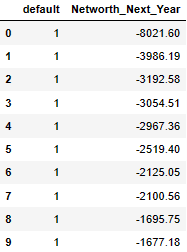 default Networth_Next_Year
0 1 -8021.60
1 1 -3986.19
2 1 -3192.58
3 1 -3054.51
4 1 -2967.36
5 1 -2519.40
6 1 -2125.05
7 1 -2100.56
8 1 -1695.75
9 1 -1677.18